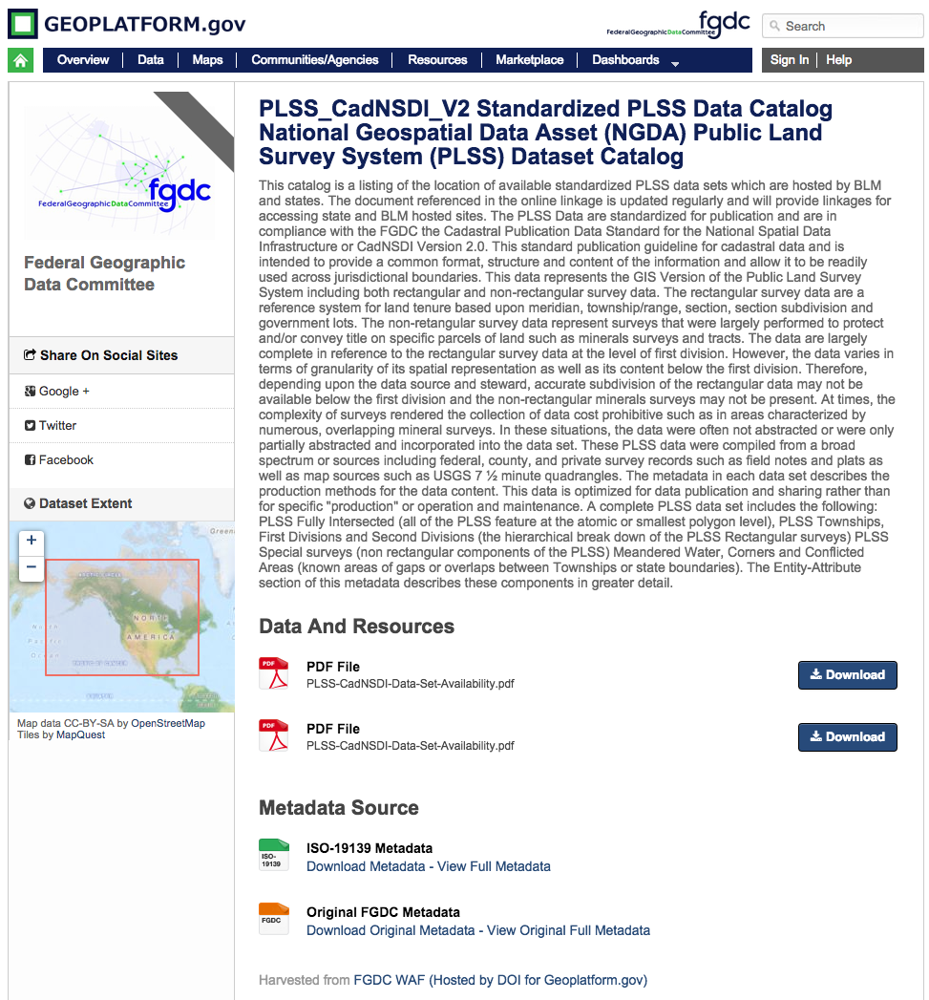 GEOPLATFORM.gov
fgdc
FederalGeographicDataCommittee
Search
Overview
Data
Maps
Communities/Agencies
Resources
Marketplace
Dashboards
Sign In
Help
fgdc
FederalGeographicDataCommittee
Federal Geographic
Data Committee
Share On Social Sites
Google +
Twitter
Facebook
Dataset Extent
+
−
ARCTIC CIRCLE
NORTH
AMERICA
North
Pacific
Ocean
TROPIC OF CANCER
Map data CC-BY-SA by OpenStreetMap
Tiles by MapQuest
PLSS_CadNSDI_V2 Standardized PLSS Data Catalog
National Geospatial Data Asset (NGDA) Public Land
Survey System (PLSS) Dataset Catalog
This catalog is a listing of the location of available standardized PLSS data sets which are hosted by BLM
and states. The document referenced in the online linkage is updated regularly and will provide linkages for
accessing state and BLM hosted sites. The PLSS Data are standardized for publication and are in
compliance with the FGDC the Cadastral Publication Data Standard for the National Spatial Data
Infrastructure or CadNSDI Version 2.0. This standard publication guideline for cadastral data and is
intended to provide a common format, structure and content of the information and allow it to be readily
used across jurisdictional boundaries. This data represents the GIS Version of the Public Land Survey
System including both rectangular and non-rectangular survey data. The rectangular survey data are a
reference system for land tenure based upon meridian, township/range, section, section subdivision and
government lots. The non-retangular survey data represent surveys that were largely performed to protect
and/or convey title on specific parcels of land such as minerals surveys and tracts. The data are largely
complete in reference to the rectangular survey data at the level of first division. However, the data varies in
terms of granularity of its spatial representation as well as its content below the first division. Therefore,
depending upon the data source and steward, accurate subdivision of the rectangular data may not be
available below the first division and the non-rectangular minerals surveys may not be present. At times, the
complexity of surveys rendered the collection of data cost prohibitive such as in areas characterized by
numerous, overlapping mineral surveys. In these situations, the data were often not abstracted or were only
partially abstracted and incorporated into the data set. These PLSS data were compiled from a broad
spectrum or sources including federal, county, and private survey records such as field notes and plats as
well as map sources such as USGS 7 ½ minute quadrangles. The metadata in each data set describes the
production methods for the data content. This data is optimized for data publication and sharing rather than
for specific "production" or operation and maintenance. A complete PLSS data set includes the following:
PLSS Fully Intersected (all of the PLSS feature at the atomic or smallest polygon level), PLSS Townships,
First Divisions and Second Divisions (the hierarchical break down of the PLSS Rectangular surveys) PLSS
Special surveys (non rectangular components of the PLSS) Meandered Water, Corners and Conflicted
Areas (known areas of gaps or overlaps between Townships or state boundaries). The Entity-Attribute
section of this metadata describes these components in greater detail.
Data And Resources
PDF
PDF File
PLSS-CadNSDI-Data-Set-Availability.pdf
Download
PDF
PDF File
PLSS-CadNSDI-Data-Set-Availability.pdf
Download
Metadata Source
ISO-
19139
ISO-19139 Metadata
Download Metadata - View Full Metadata
FGDC
Original FGDC Metadata
Download Original Metadata - View Original Full Metadata
Harvested from FGDC WAF (Hosted by DOI for Geoplatform.gov)